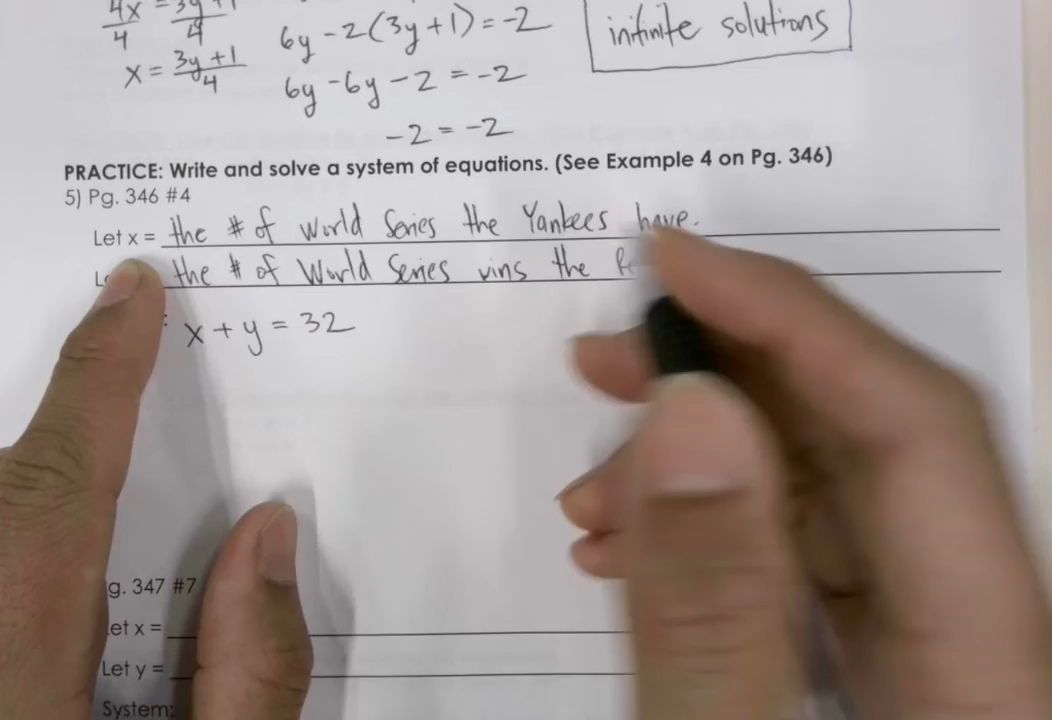 4x = 3y+1
4 4
6y - 2(3y+1) = -2
infinite solutions
x = 3y+1
4
6y - 6y - 2 = -2
-2 = -2
PRACTICE: Write and solve a system of equations. (See Example 4 on Pg. 346)
5) Pg. 346 #4
Let x = the # of World Series the Yankees have.
the # of World Series wins the
: x + y = 32
g. 347 #7
Let x =
Let y =
System: